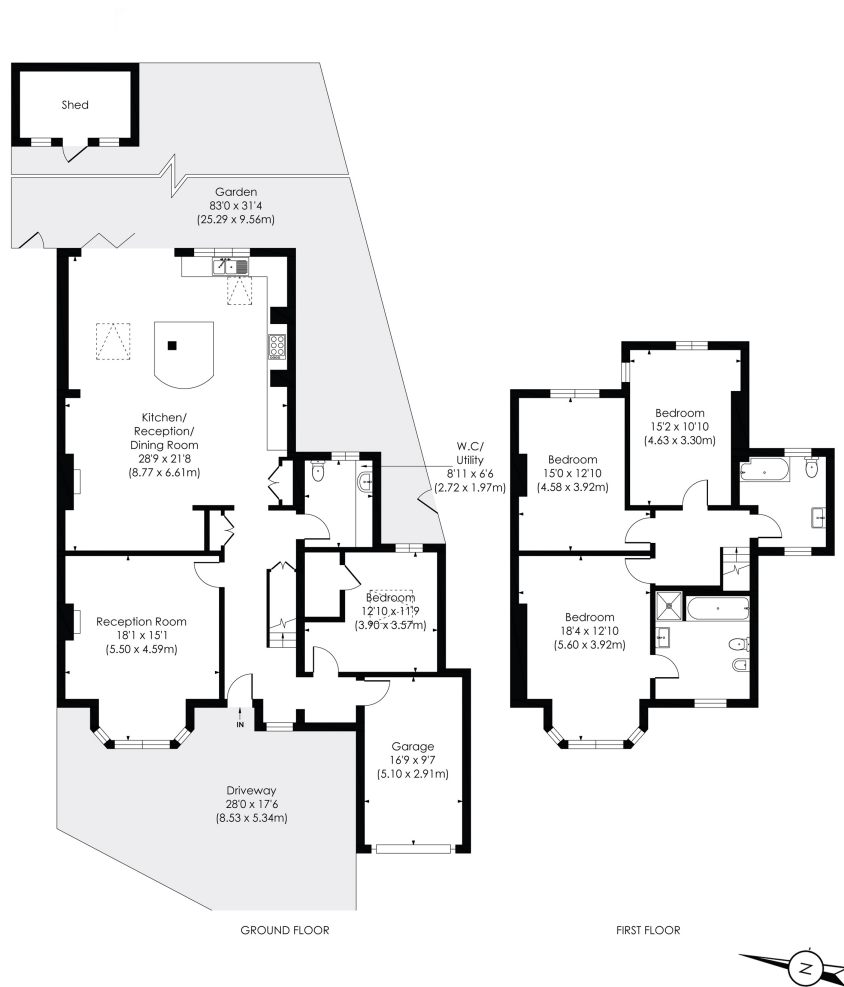 Shed
Garden
83'0 x 31'4
(25.29 x 9.56m)
Kitchen/
Reception/
Dining Room
28'9 x 21'8
(8.77 x 6.61m)
W.C/
Utility
8'11 x 6'6
(2.72 x 1.97m)
Bedroom
15'2 x 10'10
(4.63 x 3.30m)
Bedroom
15'0 x 12'10
(4.58 x 3.92m)
Bedroom
12'10 x 11'9
(3.90 x 3.57m)
Reception Room
18'1 x 15'1
(5.50 x 4.59m)
Bedroom
18'4 x 12'10
(5.60 x 3.92m)
IN
Garage
16'9 x 9'7
(5.10 x 2.91m)
Driveway
28'0 x 17'6
(8.53 x 5.34m)
GROUND FLOOR
FIRST FLOOR
N